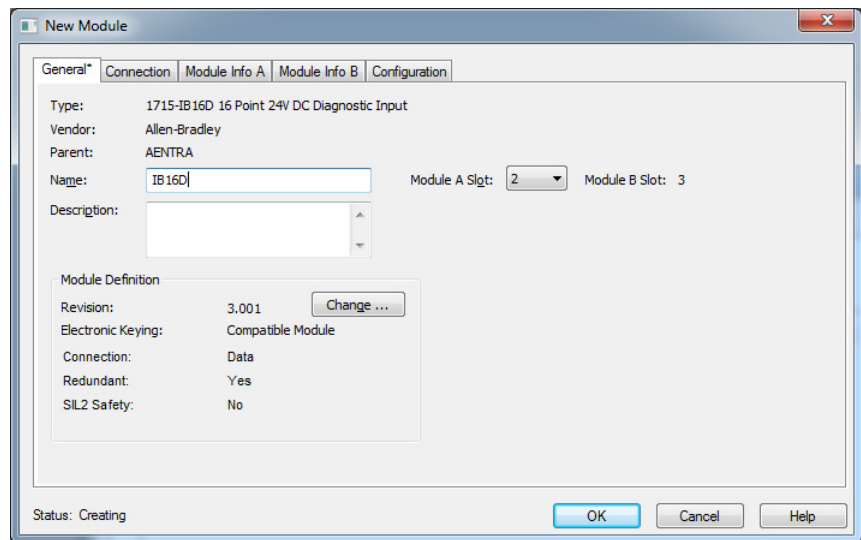 New Module
General* Connection Module Info A Module Info B Configuration
Type: 1715-IB16D 16 Point 24V DC Diagnostic Input
Vendor: Allen-Bradley
Parent: AENTRA
Name: IB16D Module A Slot: 2 Module B Slot: 3
Description:
Module Definition
Revision: 3.001 Change ...
Electronic Keying: Compatible Module
Connection: Data
Redundant: Yes
SIL2 Safety: No
Status: Creating OK Cancel Help